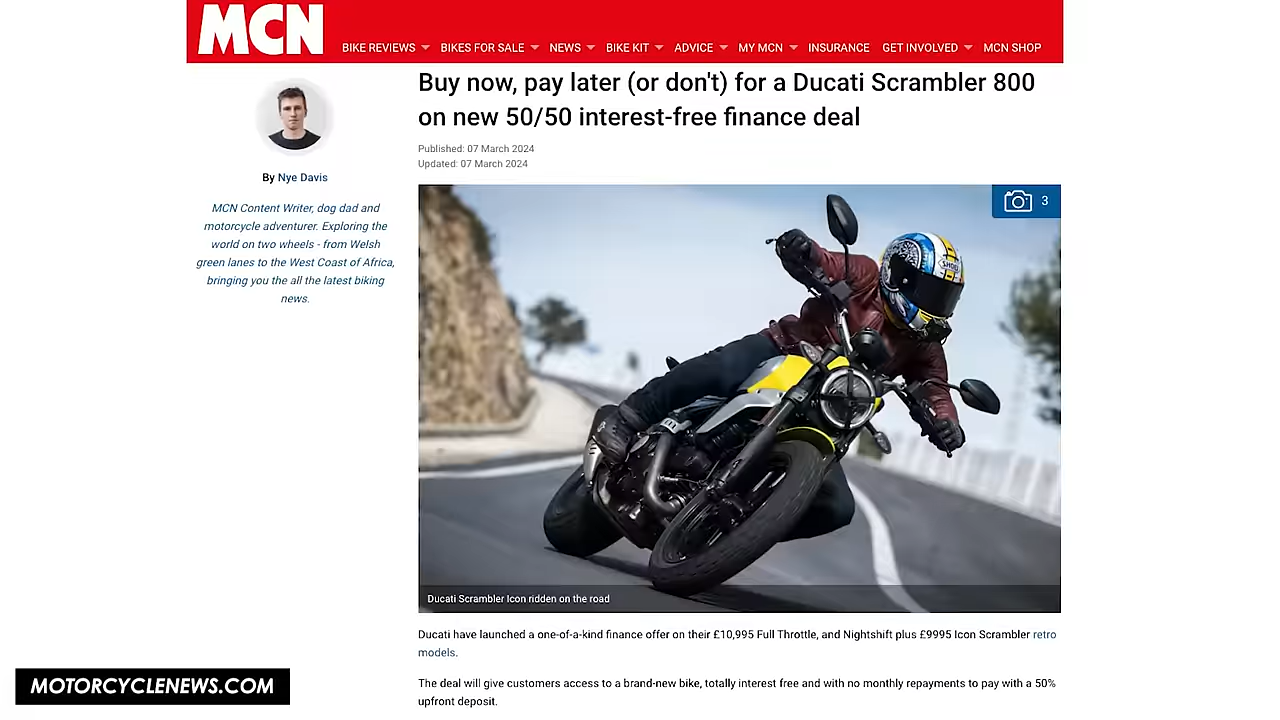 MCN
BIKE REVIEWS BIKES FOR SALE NEWS BIKE KIT ADVICE MY MCN INSURANCE GET INVOLVED MCN SHOP
Buy now, pay later (or don't) for a Ducati Scrambler 800
on new 50/50 interest-free finance deal
Published: 07 March 2024
Updated: 07 March 2024
By Nye Davis
MCN Content Writer, dog dad and
motorcycle adventurer. Exploring the
world on two wheels - from Welsh
green lanes to the West Coast of Africa,
bringing you the all the latest biking
news.
3
SHOEI
Ducati Scrambler Icon ridden on the road
Ducati have launched a one-of-a-kind finance offer on their £10,995 Full Throttle, and Nightshift plus £9995 Icon Scrambler retro
models.
The deal will give customers access to a brand-new bike, totally interest free and with no monthly repayments to pay with a 50%
upfront deposit.
MOTORCYCLENEWS.COM